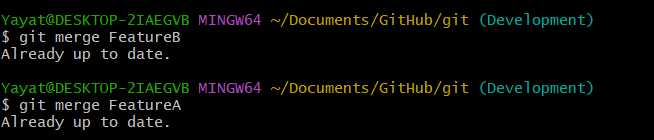 Yayat@DESKTOP-2IAEGVB MINGW64 ~/Documents/GitHub/git (Development)
$ git merge FeatureB
Already up to date.
Yayat@DESKTOP-2IAEGVB MINGW64 ~/Documents/GitHub/git (Development)
$ git merge FeatureA
Already up to date.